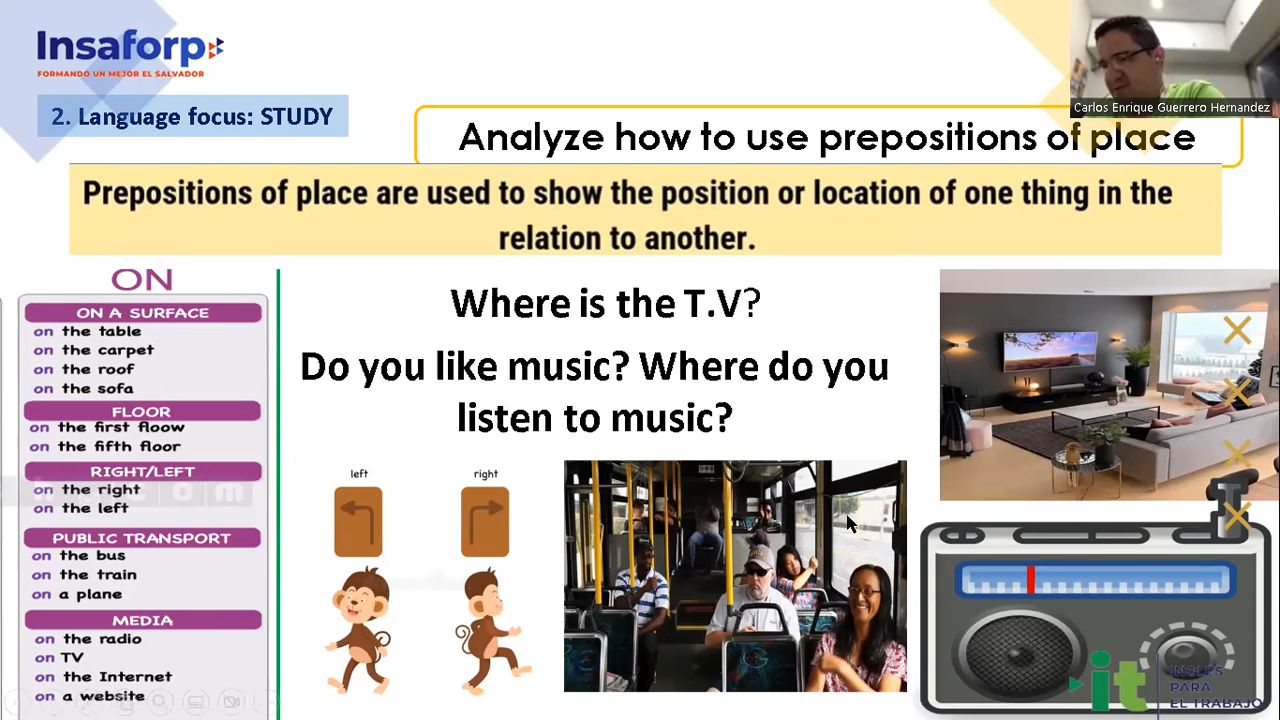 Insaforp
FORMANDO UN MEJOR EL SALVADOR
Carlos Enrique Guerrero Hernandez
2. Language focus: STUDY
Analyze how to use prepositions of place
Prepositions of place are used to show the position or location of one thing in the
relation to another.
ON
ON A SURFACE
on the table
on the carpet
on the roof
on the sofa
FLOOR
on the first floow
on the fifth floor
RIGHT/LEFT
on the right
on the left
PUBLIC TRANSPORT
on the bus
on the train
on a plane
MEDIA
on the radio
on TV
on the Internet
on a website
Where is the T.V?
Do you like music? Where do you
listen to music?
left
right
it
INGLÉS
PARA
EL TRABAJO